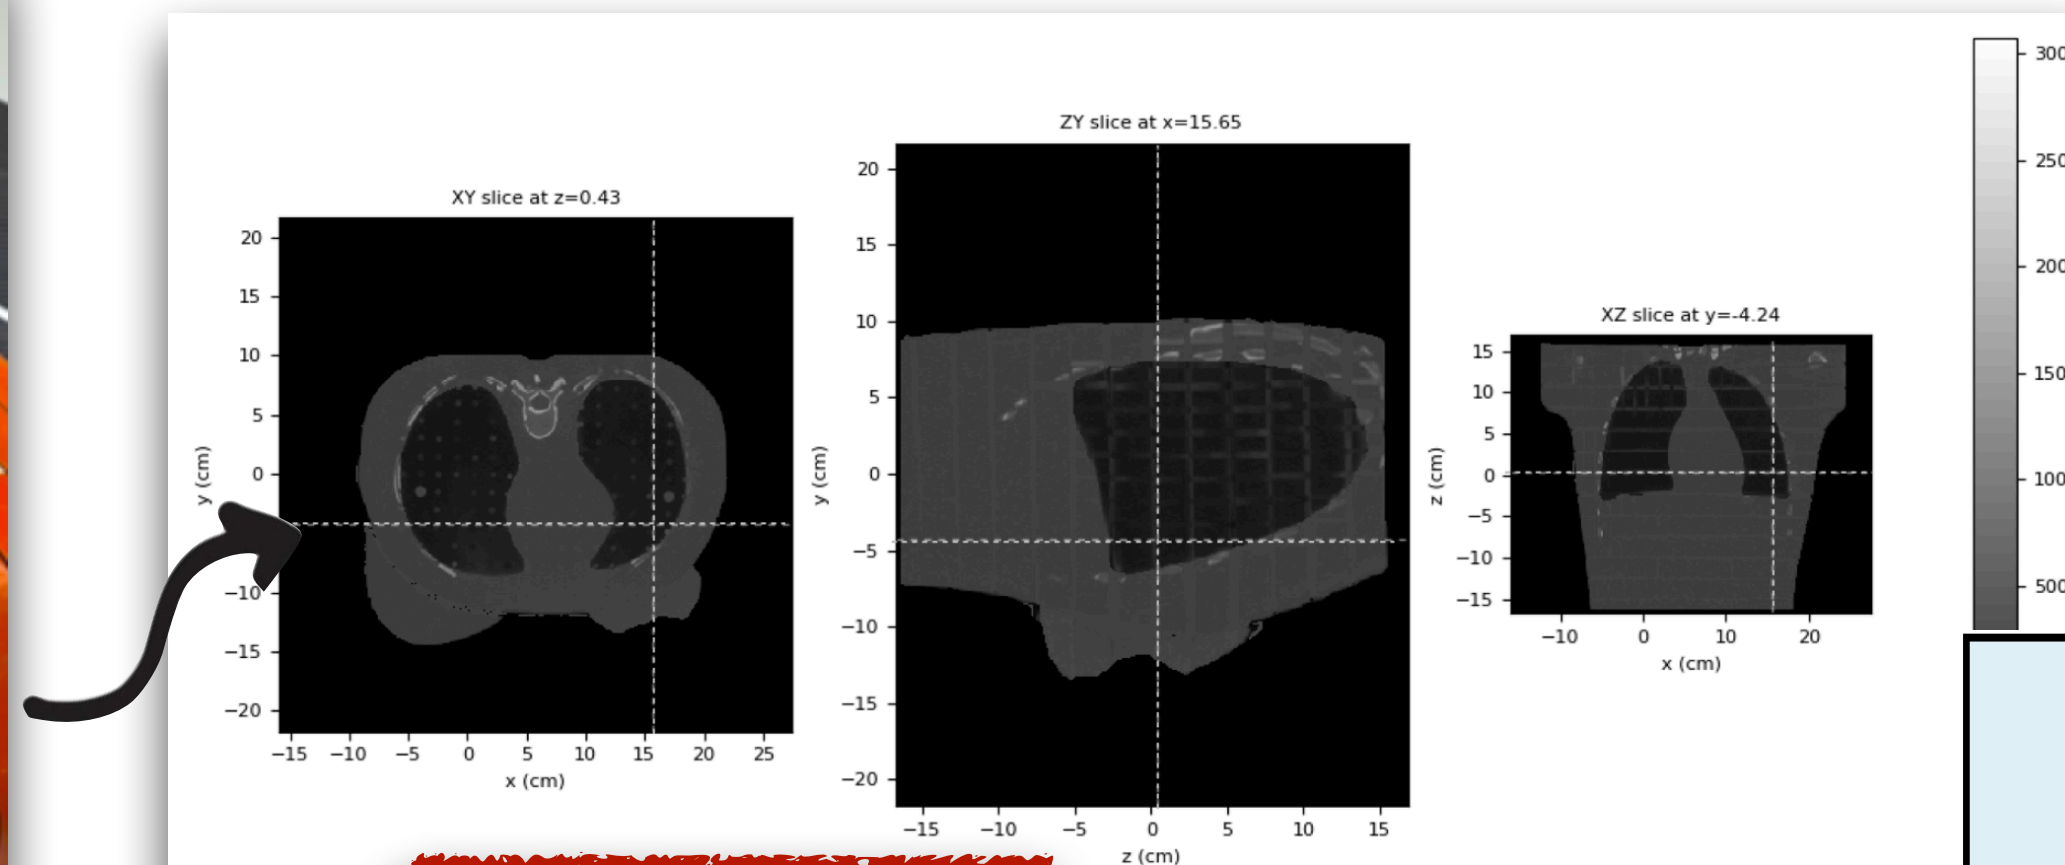 XY slice at z=0.43
20
15
10
5
0
−5
−10
−15
−20
y (cm)
−15 −10 −5 0 5 10 15 20 25
x (cm)
ZY slice at x=15.65
20
15
10
5
0
−5
−10
−15
−20
y (cm)
−15 −10 −5 0 5 10 15
z (cm)
XZ slice at y=-4.24
15
10
5
0
−5
−10
−15
z (cm)
−10 0 10 20
x (cm)
300
250
200
150
100
500